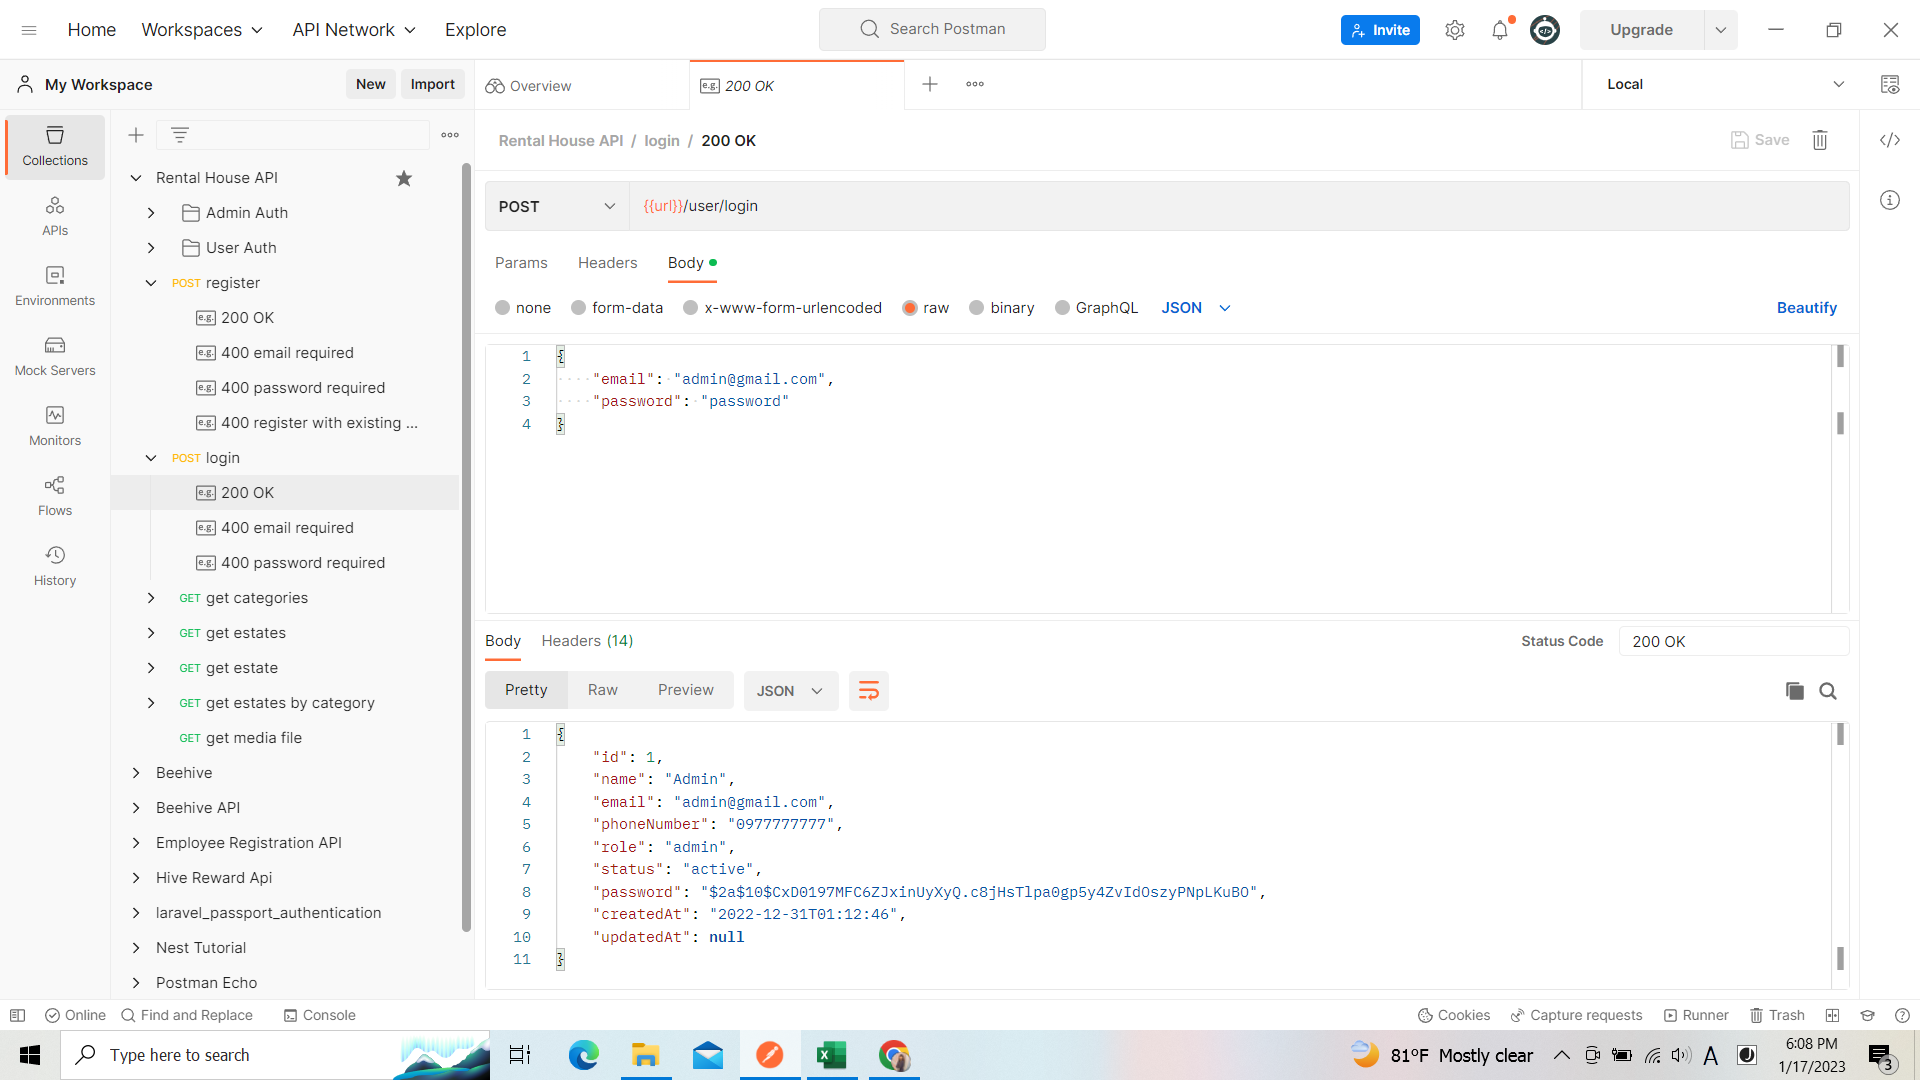 Home
Workspaces
API Network
Explore
Search Postman
Invite
Upgrade
My Workspace
New
Import
Overview
e.g. 200 OK
Local
Collections
APIs
Environments
Mock Servers
Monitors
Flows
History
Rental House API
Admin Auth
User Auth
POST register
e.g. 200 OK
e.g. 400 email required
e.g. 400 password required
e.g. 400 register with existing ...
POST login
e.g. 200 OK
e.g. 400 email required
e.g. 400 password required
GET get categories
GET get estates
GET get estate
GET get estates by category
GET get media file
Beehive
Beehive API
Employee Registration API
Hive Reward Api
laravel_passport_authentication
Nest Tutorial
Postman Echo
Rental House API / login / 200 OK
Save
POST
{{url}}/user/login
Params
Headers
Body
none
form-data
x-www-form-urlencoded
raw
binary
GraphQL
JSON
Beautify
1 {
2 ····"email":·"admin@gmail.com",
3 ····"password":·"password"
4 }
Body
Headers (14)
Status Code
200 OK
Pretty
Raw
Preview
JSON
1 {
2 "id": 1,
3 "name": "Admin",
4 "email": "admin@gmail.com",
5 "phoneNumber": "0977777777",
6 "role": "admin",
7 "status": "active",
8 "password": "$2a$10$CxD0197MFC6ZJxinUyXyQ.c8jHsTlpa0gp5y4ZvIdOszyPNpLKuBO",
9 "createdAt": "2022-12-31T01:12:46",
10 "updatedAt": null
11 }
Online
Find and Replace
Console
Cookies
Capture requests
Runner
Trash
Type here to search
81°F Mostly clear
A
6:08 PM
1/17/2023
3